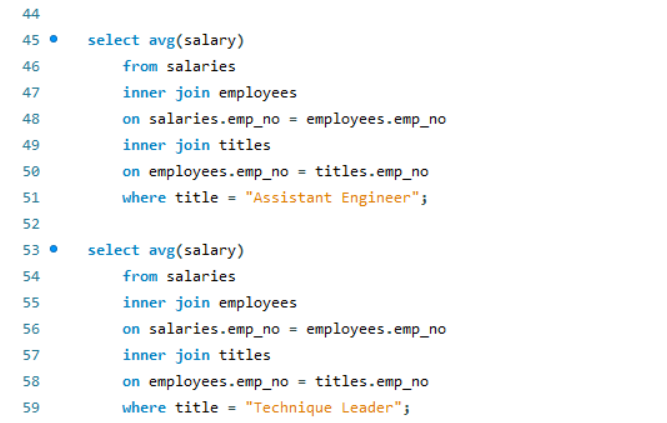 44
45 select avg(salary)
46 from salaries
47 inner join employees
48 on salaries.emp_no = employees.emp_no
49 inner join titles
50 on employees.emp_no = titles.emp_no
51 where title = "Assistant Engineer";
52
53 select avg(salary)
54 from salaries
55 inner join employees
56 on salaries.emp_no = employees.emp_no
57 inner join titles
58 on employees.emp_no = titles.emp_no
59 where title = "Technique Leader";